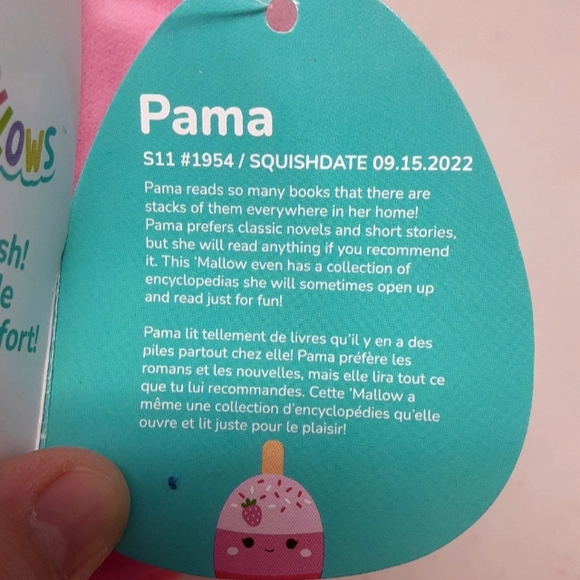 LOWS
sh!
le
fort!
Pama
S11 #1954 / SQUISHDATE 09.15.2022
Pama reads so many books that there are
stacks of them everywhere in her home!
Pama prefers classic novels and short stories,
but she will read anything if you recommend
it. This 'Mallow even has a collection of
encyclopedias she will sometimes open up
and read just for fun!
Pama lit tellement de livres qu'il y en a des
piles partout chez elle! Pama préfère les
romans et les nouvelles, mais elle lira tout ce
que tu lui recommandes. Cette 'Mallow a
même une collection d'encyclopédies qu'elle
ouvre et lit juste pour le plaisir!